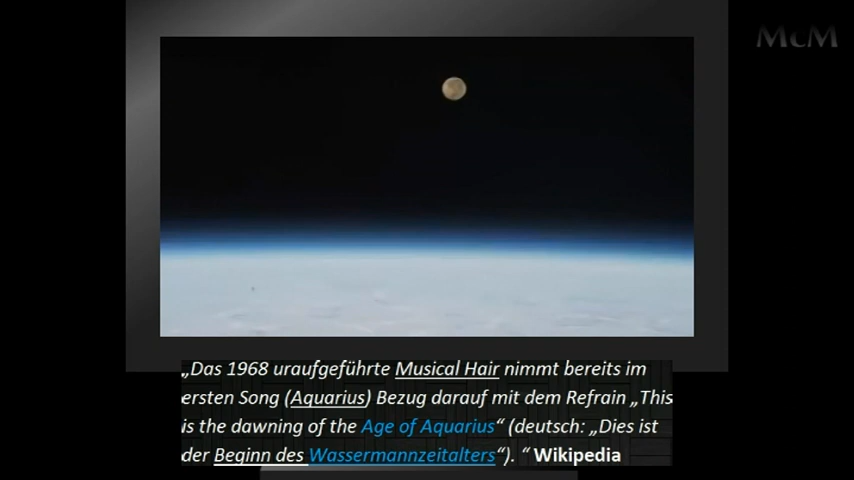 McM
„Das 1968 uraufgeführte Musical Hair nimmt bereits im
ersten Song (Aquarius) Bezug darauf mit dem Refrain „This
is the dawning of the Age of Aquarius“ (deutsch: „Dies ist
der Beginn des Wassermannzeitalters“). “ Wikipedia